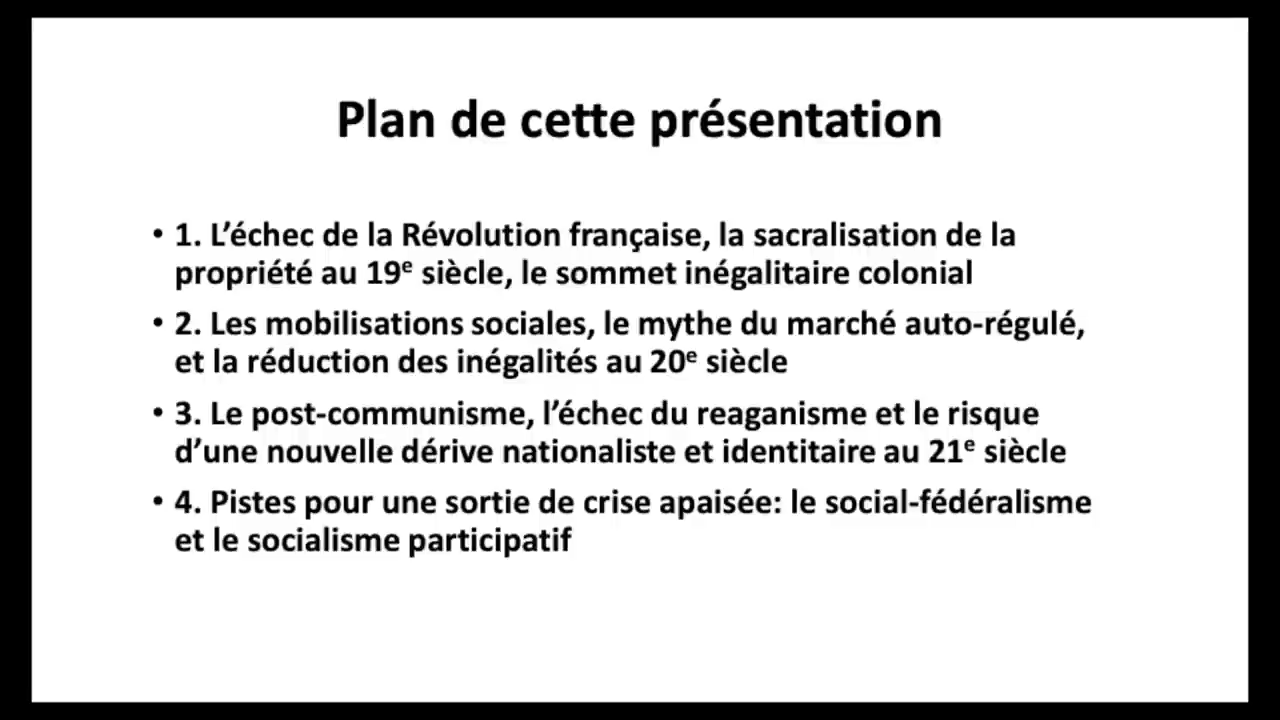 Plan de cette présentation
• 1. L’échec de la Révolution française, la sacralisation de la
propriété au 19e siècle, le sommet inégalitaire colonial
• 2. Les mobilisations sociales, le mythe du marché auto-régulé,
et la réduction des inégalités au 20e siècle
• 3. Le post-communisme, l’échec du reaganisme et le risque
d’une nouvelle dérive nationaliste et identitaire au 21e siècle
• 4. Pistes pour une sortie de crise apaisée: le social-fédéralisme
et le socialisme participatif